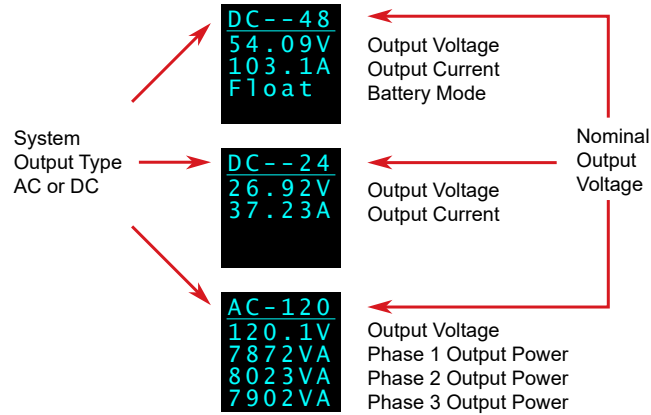 DC--48
54.09V
103.1A
Float
Output Voltage
Output Current
Battery Mode
System
Output Type
AC or DC
DC--24
26.92V
37.23A
Output Voltage
Output Current
Nominal
Output
Voltage
AC-120
120.1V
7872VA
8023VA
7902VA
Output Voltage
Phase 1 Output Power
Phase 2 Output Power
Phase 3 Output Power